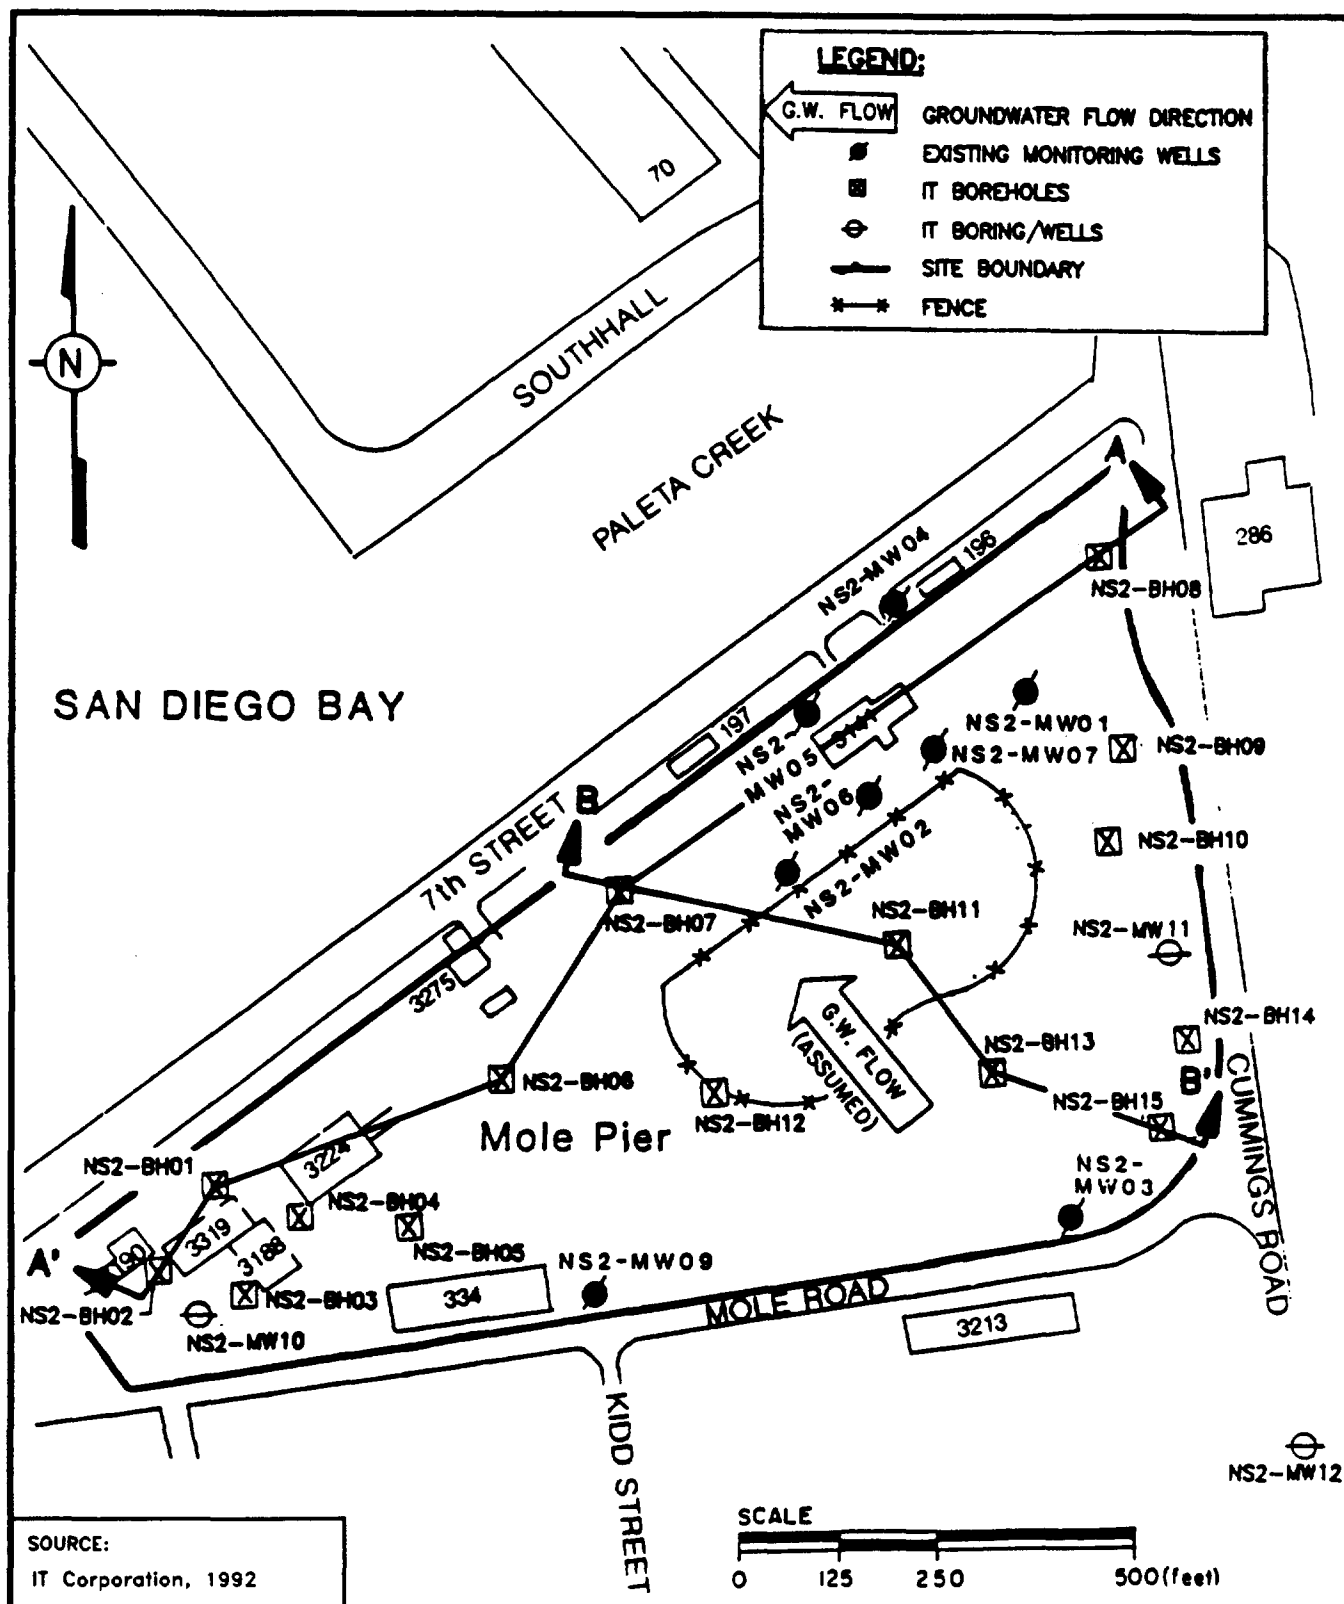 LEGEND:
G.W. FLOW
GROUNDWATER FLOW DIRECTION
EXISTING MONITORING WELLS
IT BOREHOLES
IT BORING/WELLS
SITE BOUNDARY
FENCE
70
N
SOUTHHALL
PALETA CREEK
A
286
196
NS2-MW04
NS2-BH08
SAN DIEGO BAY
197
3141
NS2-MW01
NS2-MW07
NS2-BH09
NS2-
MW05
NS2-
MW06
B
7th STREET
NS2-MW02
NS2-BH10
NS2-BH07
NS2-BH11
NS2-MW11
3275
G.W. FLOW
(ASSUMED)
NS2-BH14
NS2-BH13
NS2-BH06
B'
NS2-BH15
NS2-BH12
CUMMINGS ROAD
Mole Pier
NS2-BH01
3224
NS2-
MW03
NS2-BH04
3319
3188
190
A'
NS2-BH05
NS2-MW09
NS2-BH03
NS2-BH02
334
MOLE ROAD
3213
NS2-MW10
KIDD STREET
NS2-MW12
SCALE
0 125 250 500(feet)
SOURCE:
IT Corporation, 1992